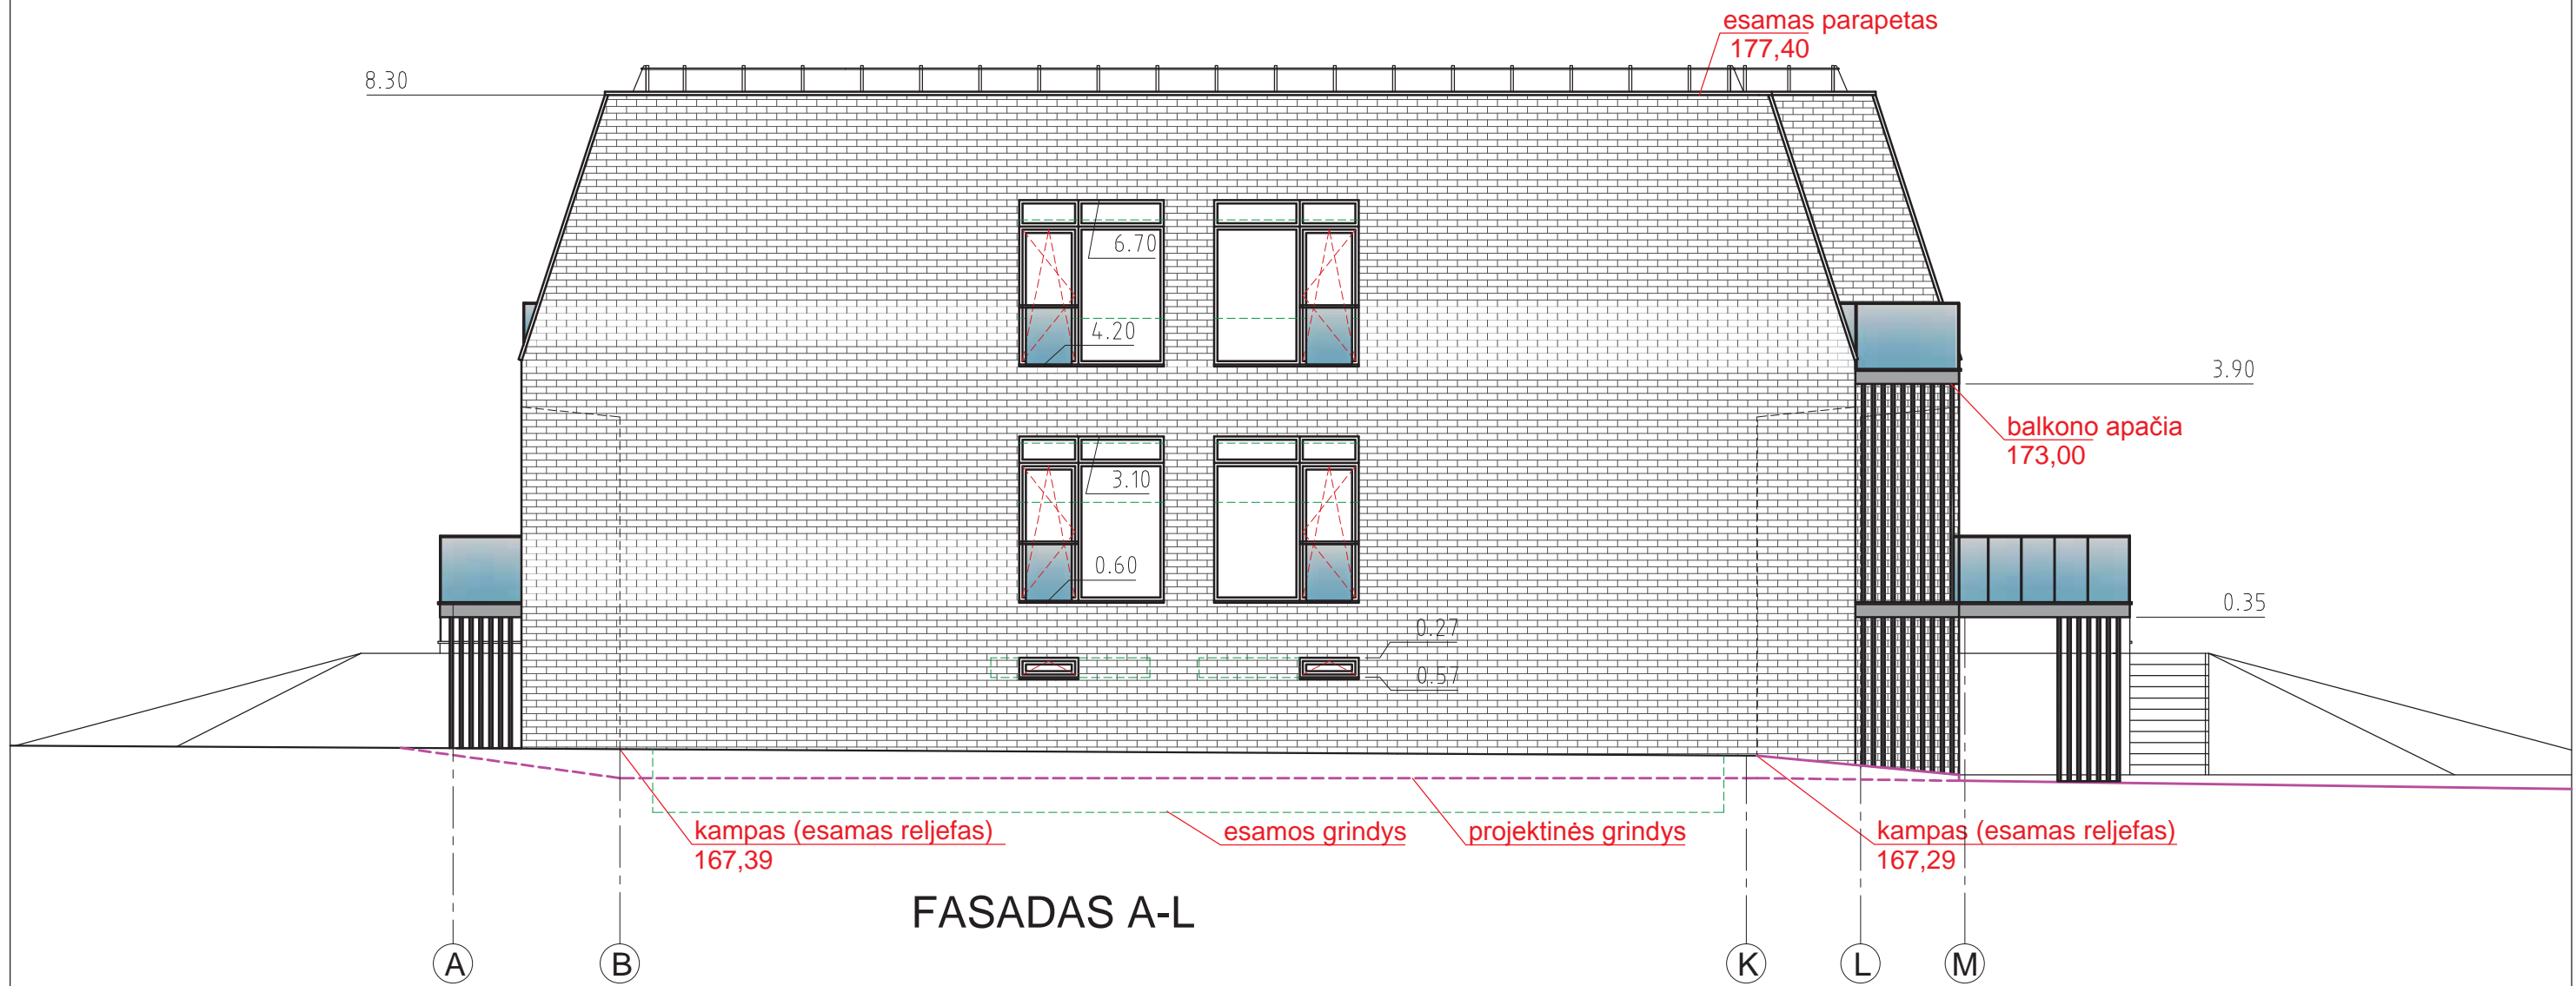 esamas parapetas
177,40
8.30
6.70
4.20
3.90
balkono apačia
173,00
3.10
0.60
0.35
0.27
0.57
kampas (esamas reljefas)
167,39
esamos grindys
projektinės grindys
kampas (esamas reljefas)
167,29
FASADAS A-L
A
B
K
L
M